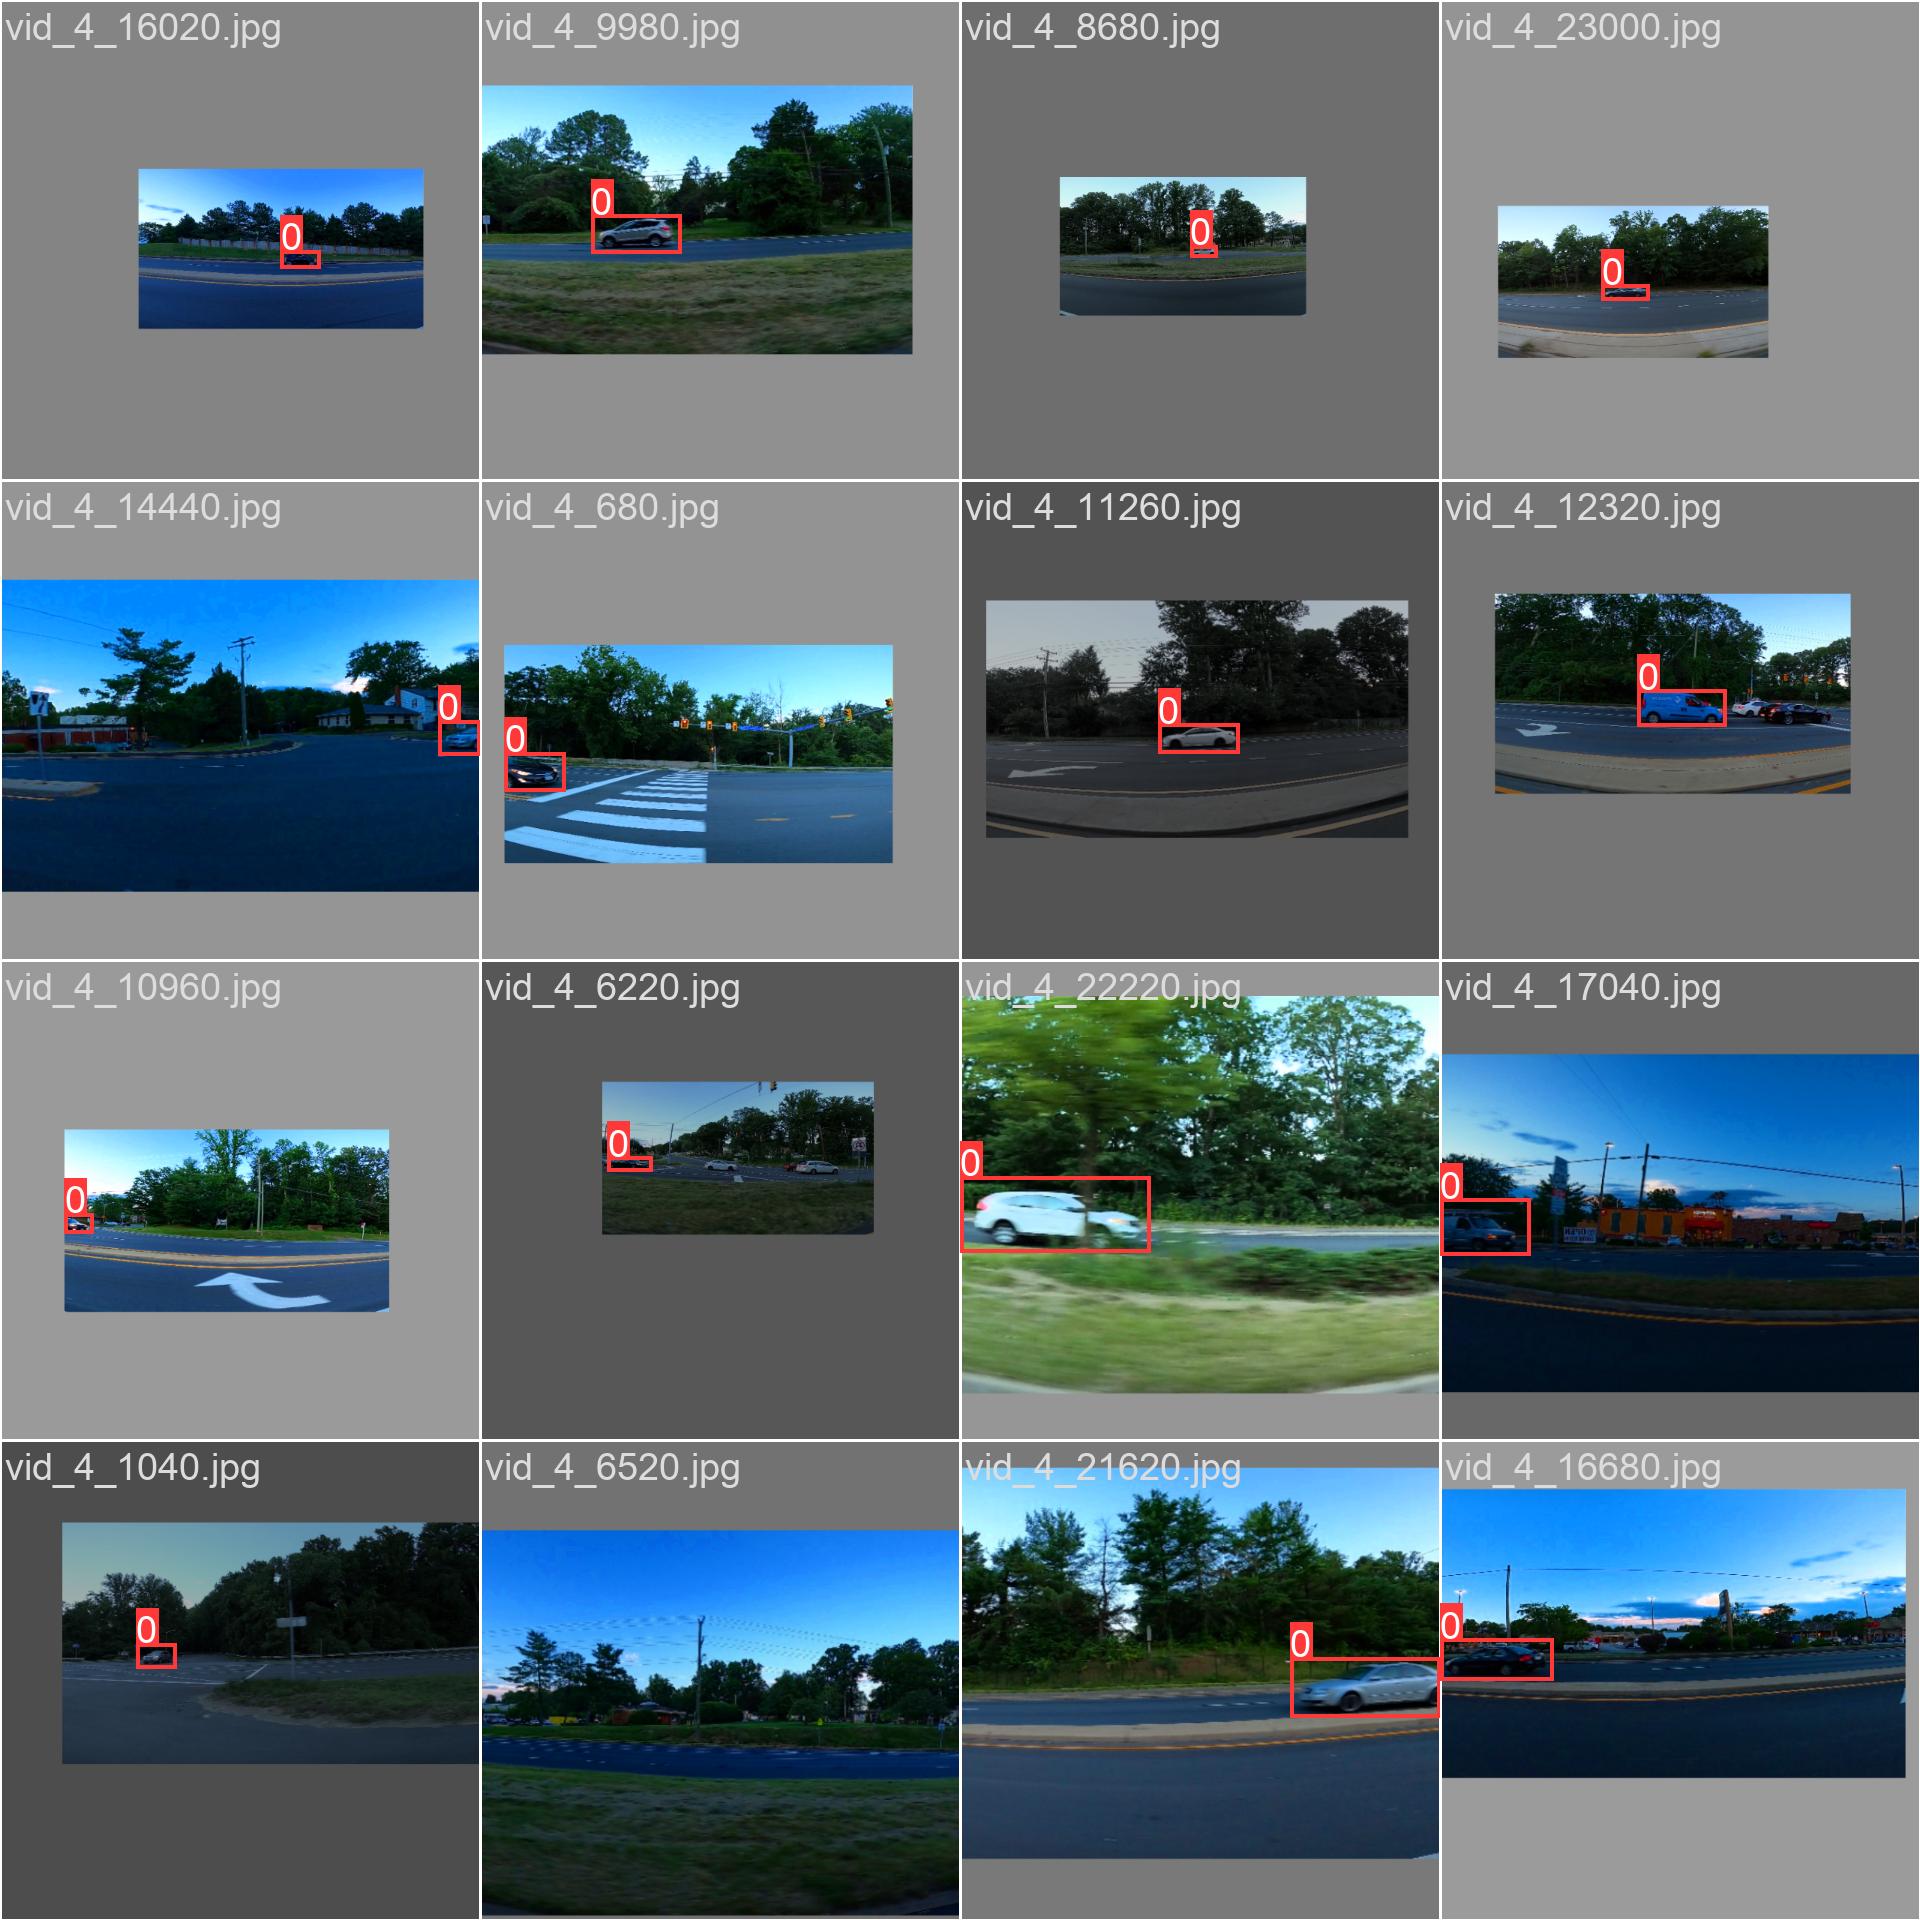 vid_4_16020.jpg
vid_4_9980.jpg
vid_4_8680.jpg
vid_4_23000.jpg
0
0
0
0
vid_4_14440.jpg
vid_4_680.jpg
vid_4_11260.jpg
vid_4_12320.jpg
0
0
0
0
vid_4_10960.jpg
vid_4_6220.jpg
vid_4_22220.jpg
vid_4_17040.jpg
0
0
0
0
vid_4_1040.jpg
vid_4_6520.jpg
vid_4_21620.jpg
vid_4_16680.jpg
0
0
0